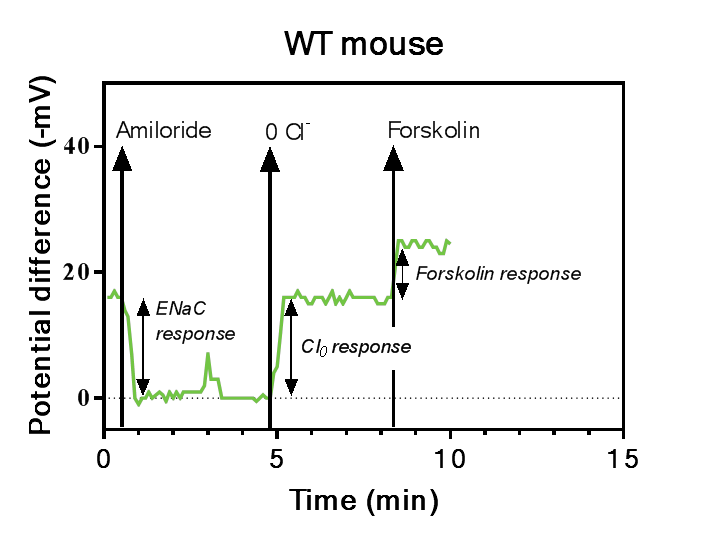 WT mouse
Potential difference (-mV)
40
20
0
Amiloride
0 Cl-
Forskolin
ENaC
response
Cl0 response
Forskolin response
0
5
10
15
Time (min)